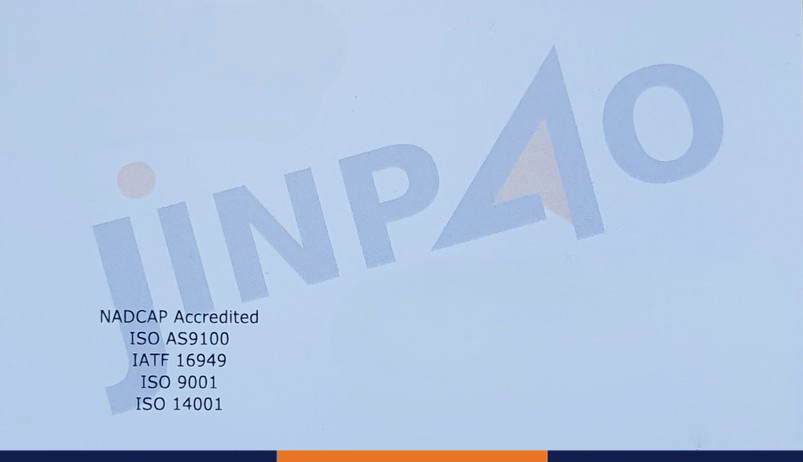 JINPAO
NADCAP Accredited
ISO AS9100
IATF 16949
ISO 9001
ISO 14001